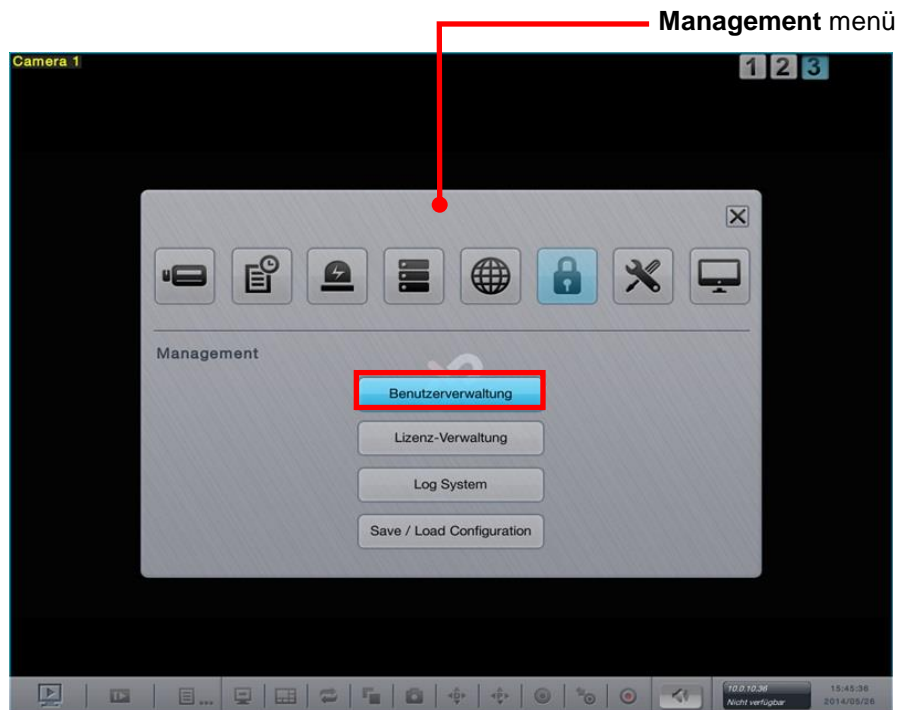 Management menü
Camera 1
1 2 3
Management
Benutzerverwaltung
Lizenz-Verwaltung
Log System
Save / Load Configuration
...
10.0.10.36
Nicht verfügbar
15:45:36
2014/05/26